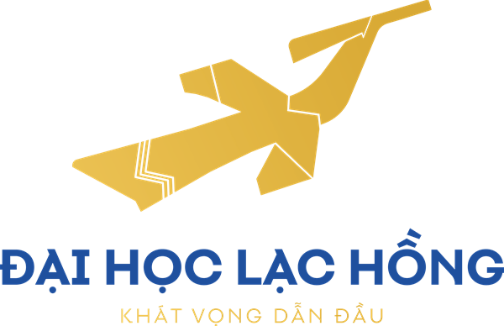 ĐẠI HỌC LẠC HỒNG
KHÁT VỌNG DẪN ĐẦU